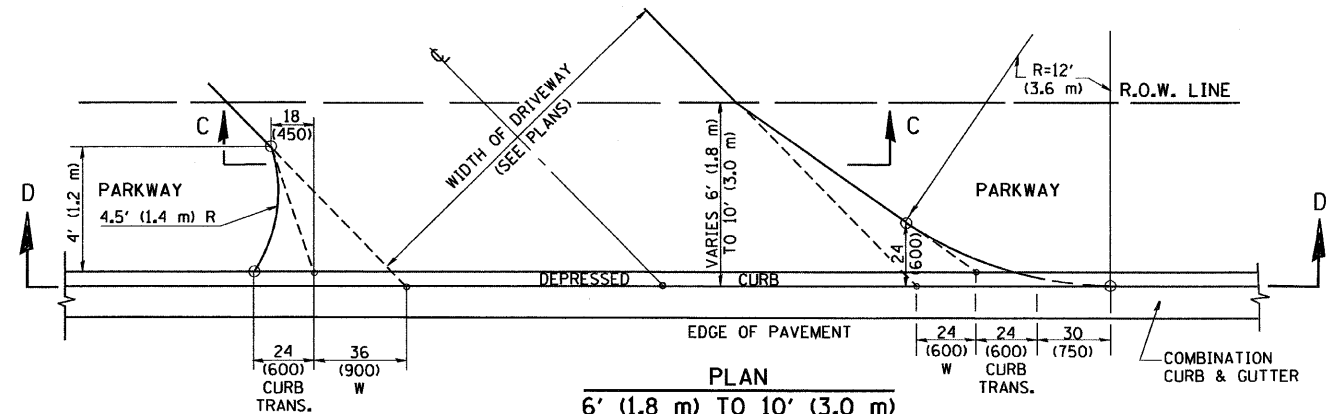 ℄
R=12'
(3.6 m)
R.O.W. LINE
18
(450)
C
WIDTH OF DRIVEWAY
(SEE PLANS)
C
4' (1.2 m)
PARKWAY
4.5' (1.4 m) R
VARIES 6' (1.8 m)
TO 10' (3.0 m)
PARKWAY
D
D
24
(600)
DEPRESSED CURB
EDGE OF PAVEMENT
24
(600)
CURB
TRANS.
36
(900)
W
24
(600)
W
24
(600)
CURB
TRANS.
30
(750)
COMBINATION
CURB & GUTTER
PLAN
6' (1.8 m) TO 10' (3.0 m)